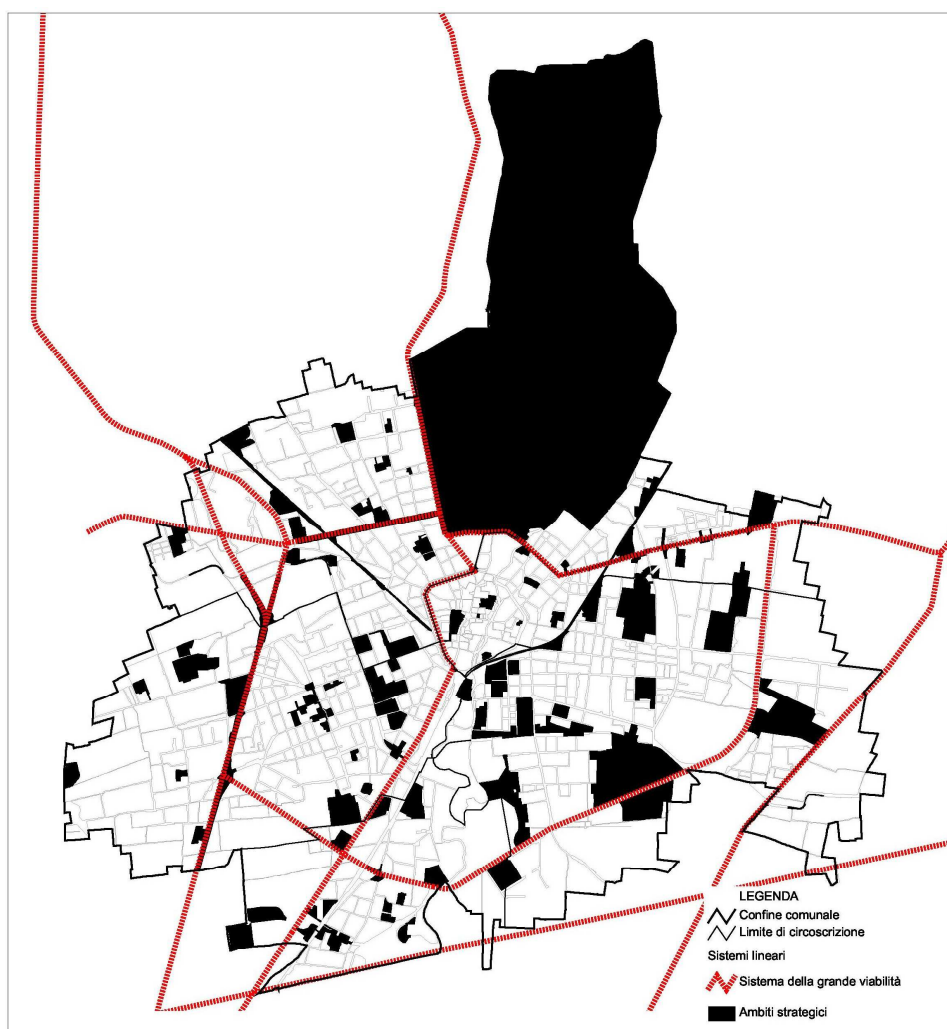 LEGENDA
Confine comunale
Limite di circoscrizione
Sistemi lineari
Sistema della grande viabilità
Ambiti strategici